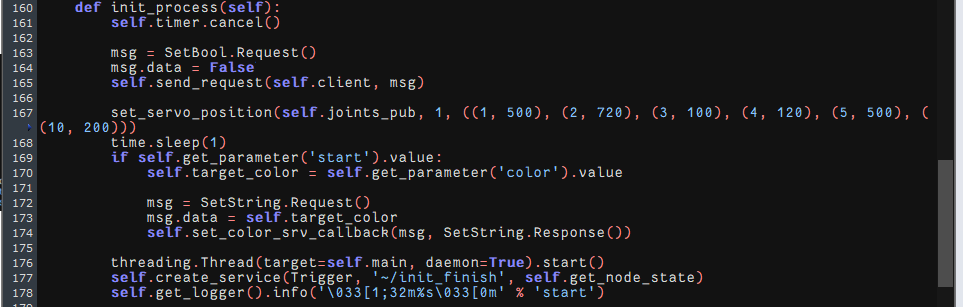 160     def init_process(self):
161         self.timer.cancel()
162
163         msg = SetBool.Request()
164         msg.data = False
165         self.send_request(self.client, msg)
166
167         set_servo_position(self.joints_pub, 1, ((1, 500), (2, 720), (3, 100), (4, 120), (5, 500), (
(10, 200)))
168         time.sleep(1)
169         if self.get_parameter('start').value:
170             self.target_color = self.get_parameter('color').value
171
172             msg = SetString.Request()
173             msg.data = self.target_color
174             self.set_color_srv_callback(msg, SetString.Response())
175
176         threading.Thread(target=self.main, daemon=True).start()
177         self.create_service(Trigger, '~/init_finish', self.get_node_state)
178         self.get_logger().info('\033[1;32m%s\033[0m' % 'start')